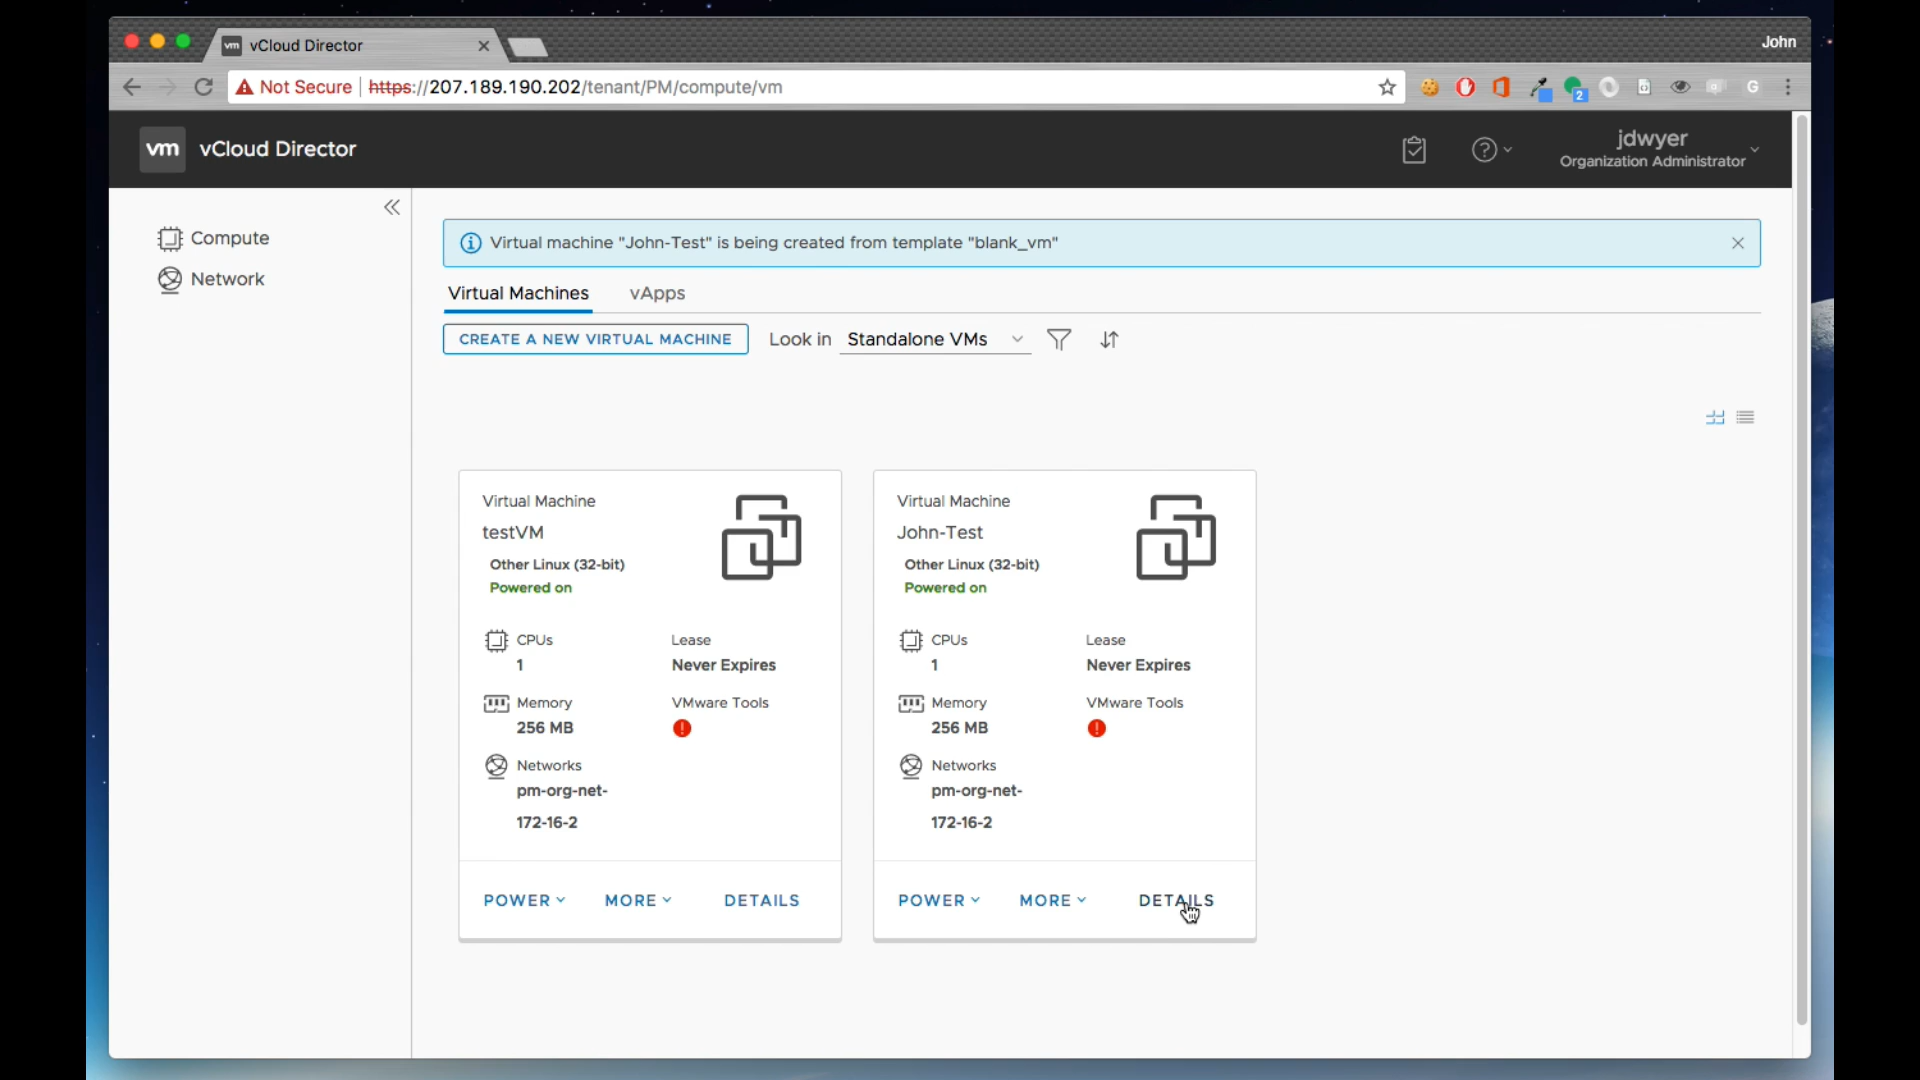 vm vCloud Director
John
Not Secure https://207.189.190.202/tenant/PM/compute/vm
2
G
vm vCloud Director
jdwyer
Organization Administrator
Compute
Network
Virtual machine "John-Test" is being created from template "blank_vm"
Virtual Machines vApps
CREATE A NEW VIRTUAL MACHINE Look in Standalone VMs
Virtual Machine
testVM
Other Linux (32-bit)
Powered on
CPUs Lease
1 Never Expires
Memory VMware Tools
256 MB
Networks
pm-org-net-
172-16-2
POWER MORE DETAILS
Virtual Machine
John-Test
Other Linux (32-bit)
Powered on
CPUs Lease
1 Never Expires
Memory VMware Tools
256 MB
Networks
pm-org-net-
172-16-2
POWER MORE DETAILS